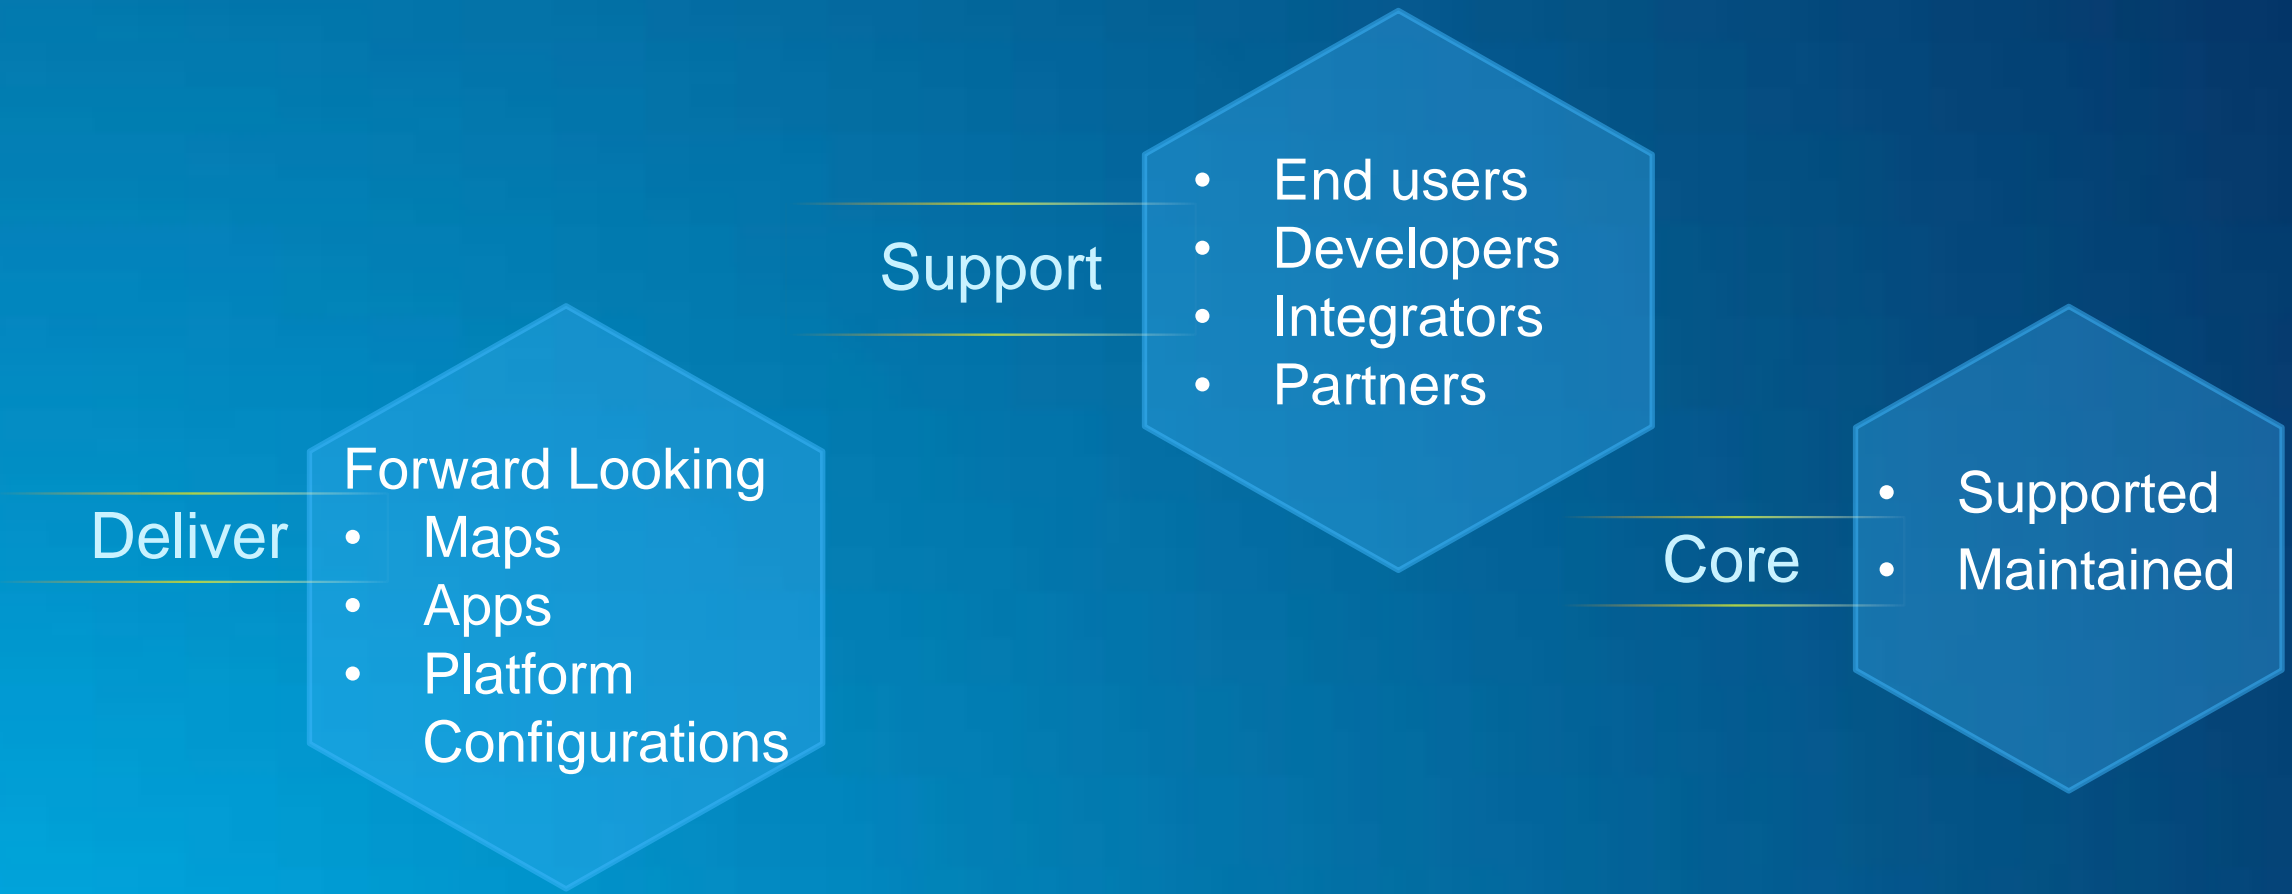 Deliver
Forward Looking
• Maps
• Apps
• Platform
Configurations
Support
• End users
• Developers
• Integrators
• Partners
Core
• Supported
• Maintained